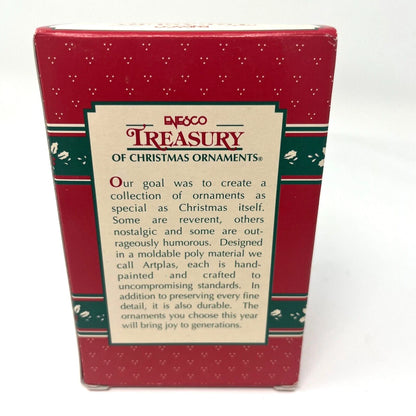 ENESCO
TREASURY
OF CHRISTMAS ORNAMENTS®
Our goal was to create a
collection of ornaments as
special as Christmas itself.
Some are reverent, others
nostalgic and some are out-
rageously humorous. Designed
in a moldable poly material we
call Artplas, each is hand-
painted and crafted to
uncompromising standards. In
addition to preserving every fine
detail, it is also durable. The
ornaments you choose this year
will bring joy to generations.